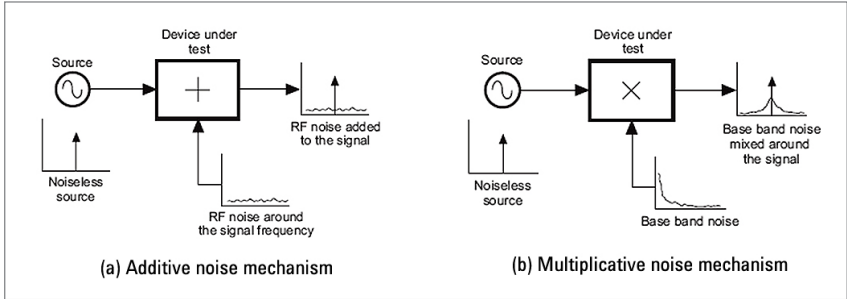 Device under
test
Source
+
RF noise added
to the signal
Noiseless
source
RF noise around
the signal frequency
(a) Additive noise mechanism
Device under
test
Source
×
Base band noise
mixed around
the signal
Noiseless
source
Base band noise
(b) Multiplicative noise mechanism